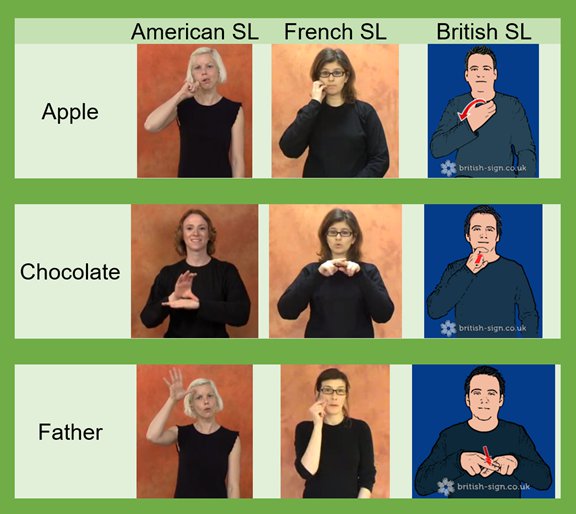 American SL French SL British SL
Apple
british-sign.co.uk
Chocolate
british-sign.co.uk
Father
british-sign.co.uk